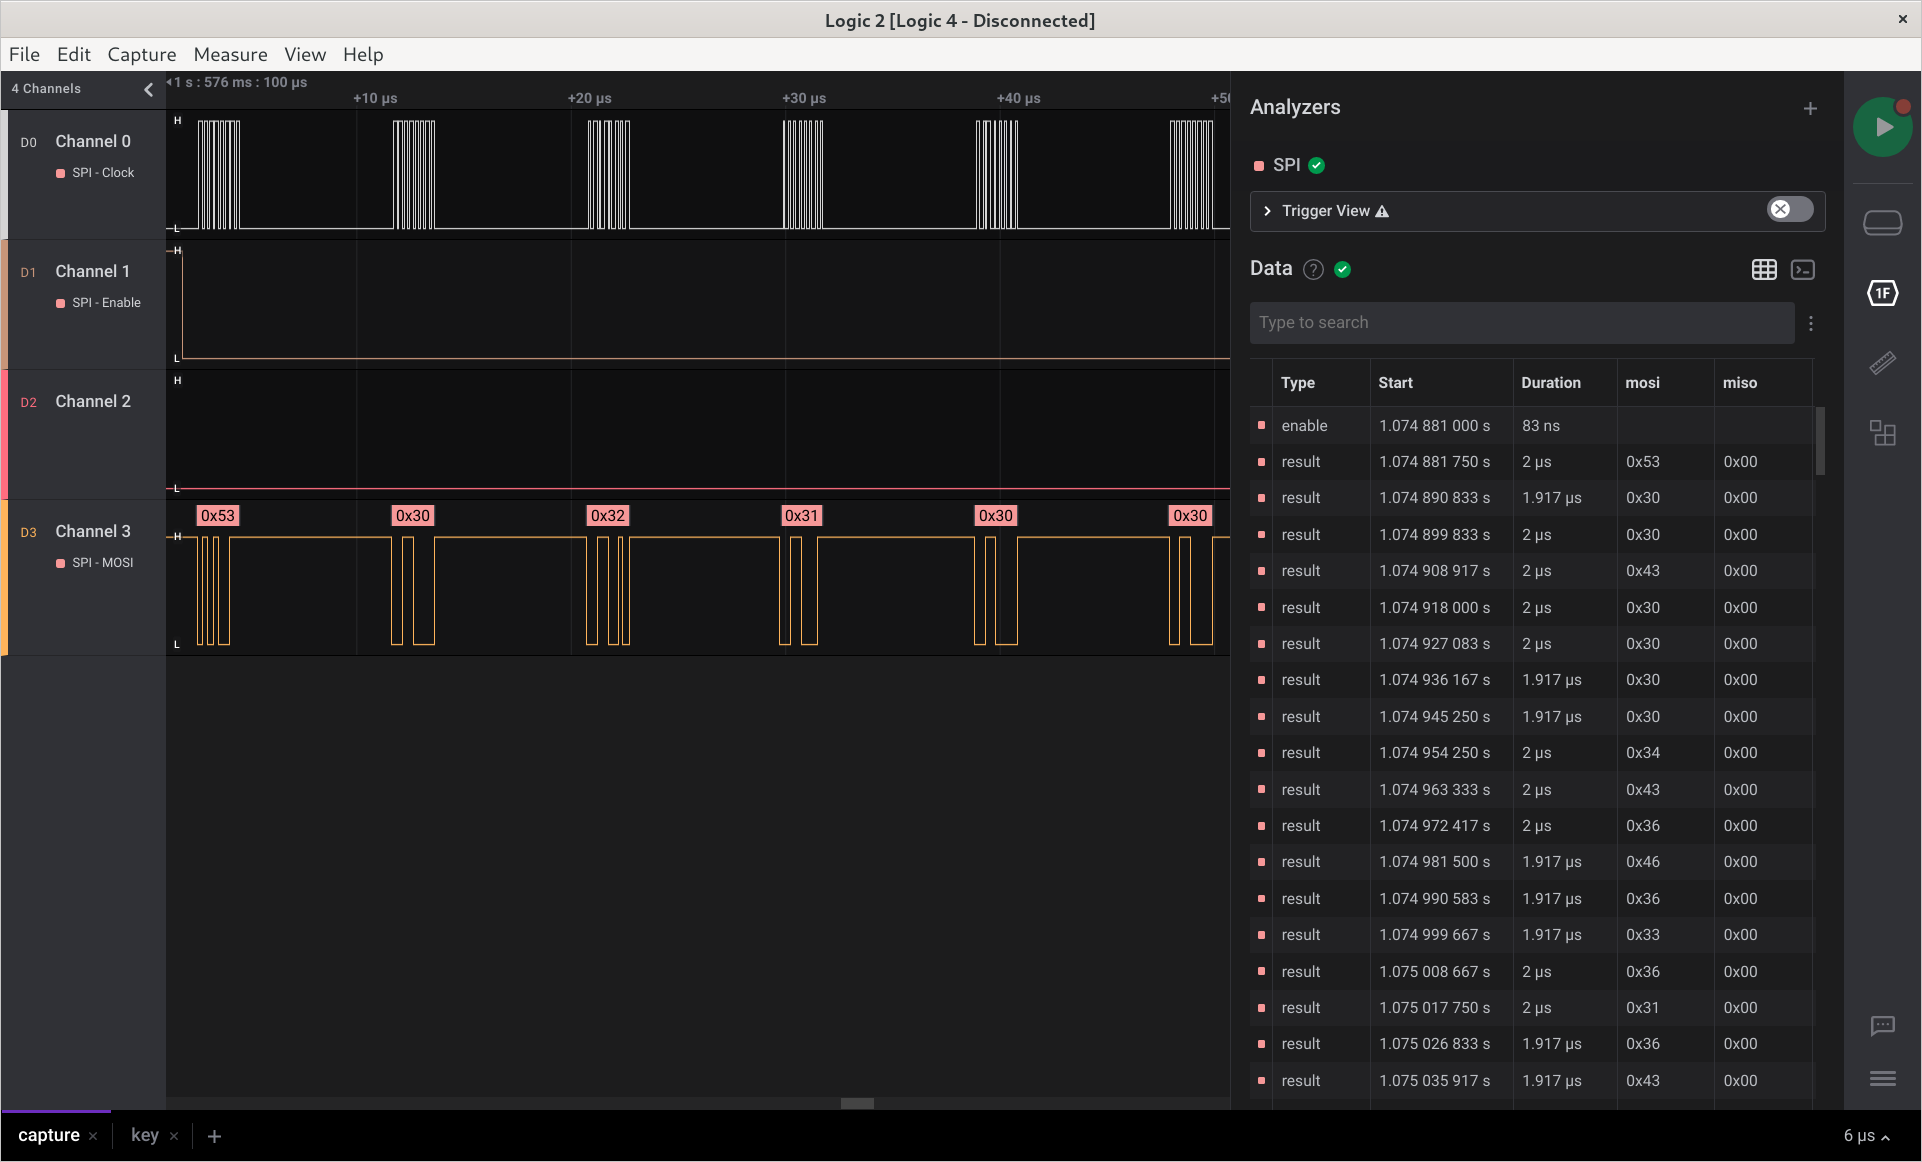 Logic 2 [Logic 4 - Disconnected]
File Edit Capture Measure View Help
4 Channels
1 s : 576 ms : 100 µs
+10 µs +20 µs +30 µs +40 µs +50
D0 Channel 0
SPI - Clock
H
L
D1 Channel 1
SPI - Enable
H
L
D2 Channel 2
H
L
D3 Channel 3
SPI - MOSI
0x53 0x30 0x32 0x31 0x30 0x30
H
L
Analyzers
SPI
Trigger View
Data
Type to search
Type Start Duration mosi miso
enable 1.074 881 000 s 83 ns
result 1.074 881 750 s 2 µs 0x53 0x00
result 1.074 890 833 s 1.917 µs 0x30 0x00
result 1.074 899 833 s 2 µs 0x30 0x00
result 1.074 908 917 s 2 µs 0x43 0x00
result 1.074 918 000 s 2 µs 0x30 0x00
result 1.074 927 083 s 2 µs 0x30 0x00
result 1.074 936 167 s 1.917 µs 0x30 0x00
result 1.074 945 250 s 1.917 µs 0x30 0x00
result 1.074 954 250 s 2 µs 0x34 0x00
result 1.074 963 333 s 2 µs 0x43 0x00
result 1.074 972 417 s 2 µs 0x36 0x00
result 1.074 981 500 s 1.917 µs 0x46 0x00
result 1.074 990 583 s 1.917 µs 0x36 0x00
result 1.074 999 667 s 1.917 µs 0x33 0x00
result 1.075 008 667 s 2 µs 0x36 0x00
result 1.075 017 750 s 2 µs 0x31 0x00
result 1.075 026 833 s 1.917 µs 0x36 0x00
result 1.075 035 917 s 1.917 µs 0x43 0x00
1F
capture key
6 µs